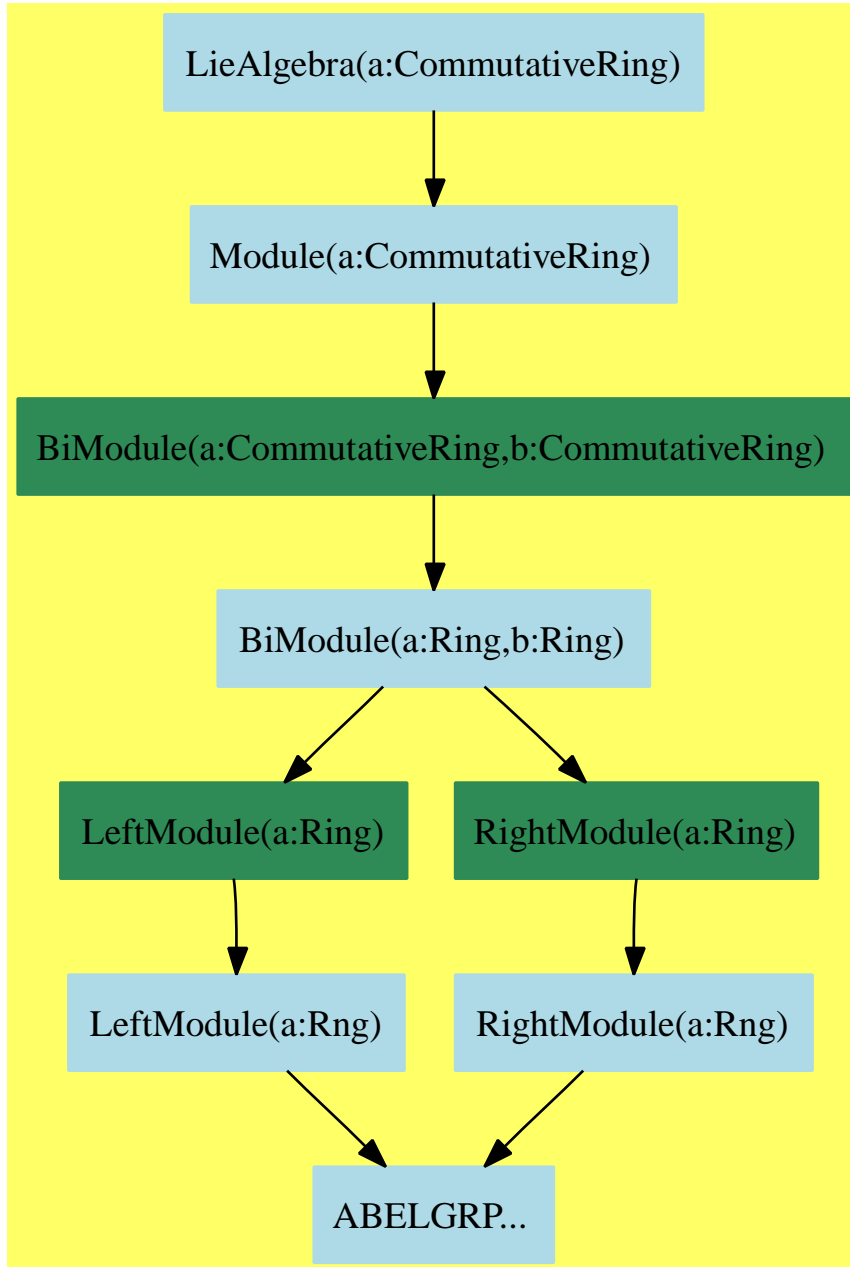 LieAlgebra(a:CommutativeRing)
Module(a:CommutativeRing)
BiModule(a:CommutativeRing,b:CommutativeRing)
BiModule(a:Ring,b:Ring)
LeftModule(a:Ring)
RightModule(a:Ring)
LeftModule(a:Rng)
RightModule(a:Rng)
ABELGRP...